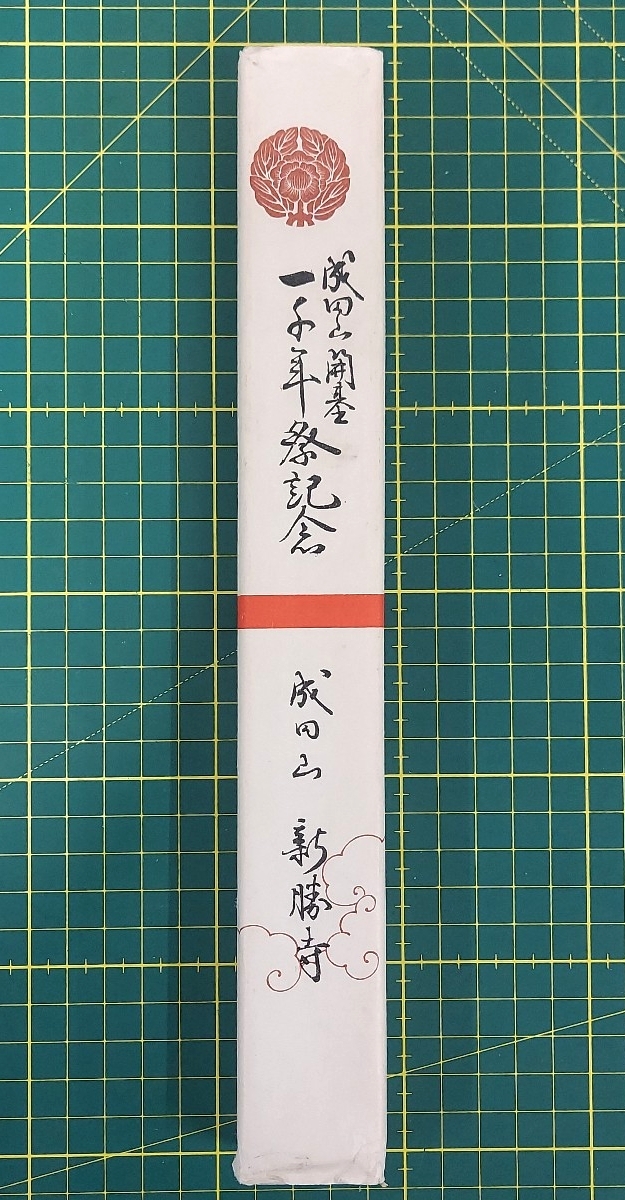 成田山開基
一千年祭記念
成田山 新勝寺